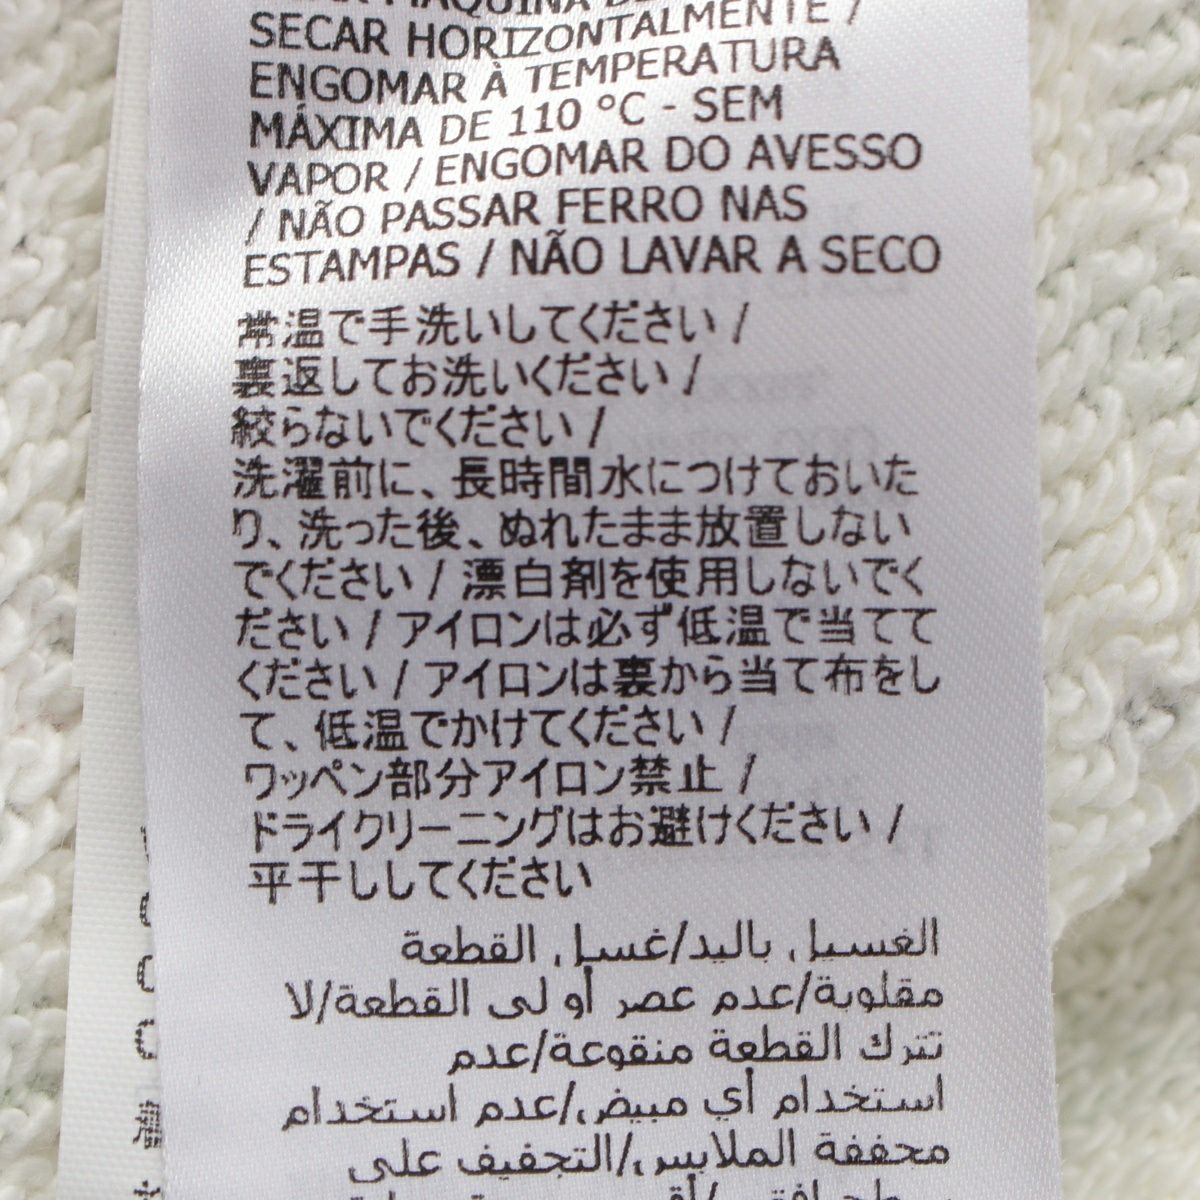 MÁQUINA
SECAR HORIZONTALMENTE /
ENGOMAR À TEMPERATURA
MÁXIMA DE 110 °C - SEM
VAPOR / ENGOMAR DO AVESSO
/ NÃO PASSAR FERRO NAS
ESTAMPAS / NÃO LAVAR A SECO
常温で手洗いしてください /
裏返してお洗いください /
絞らないでください /
洗濯前に、長時間水につけておいた
り、洗った後、ぬれたまま放置しない
でください / 漂白剤を使用しないでく
ださい / アイロンは必ず低温で当てて
ください / アイロンは裏から当て布をし
て、低温でかけてください /
ワッペン部分アイロン禁止 /
ドライクリーニングはお避けください /
平干ししてください
الغسيل باليد/غسل القطعة
مقلوبة/عدم عصر أو لى القطعة/لا
تترك القطعة منقوعة/عدم
استخدام أي مبيض/عدم استخدام
مجففة الملابس/التجفيف على